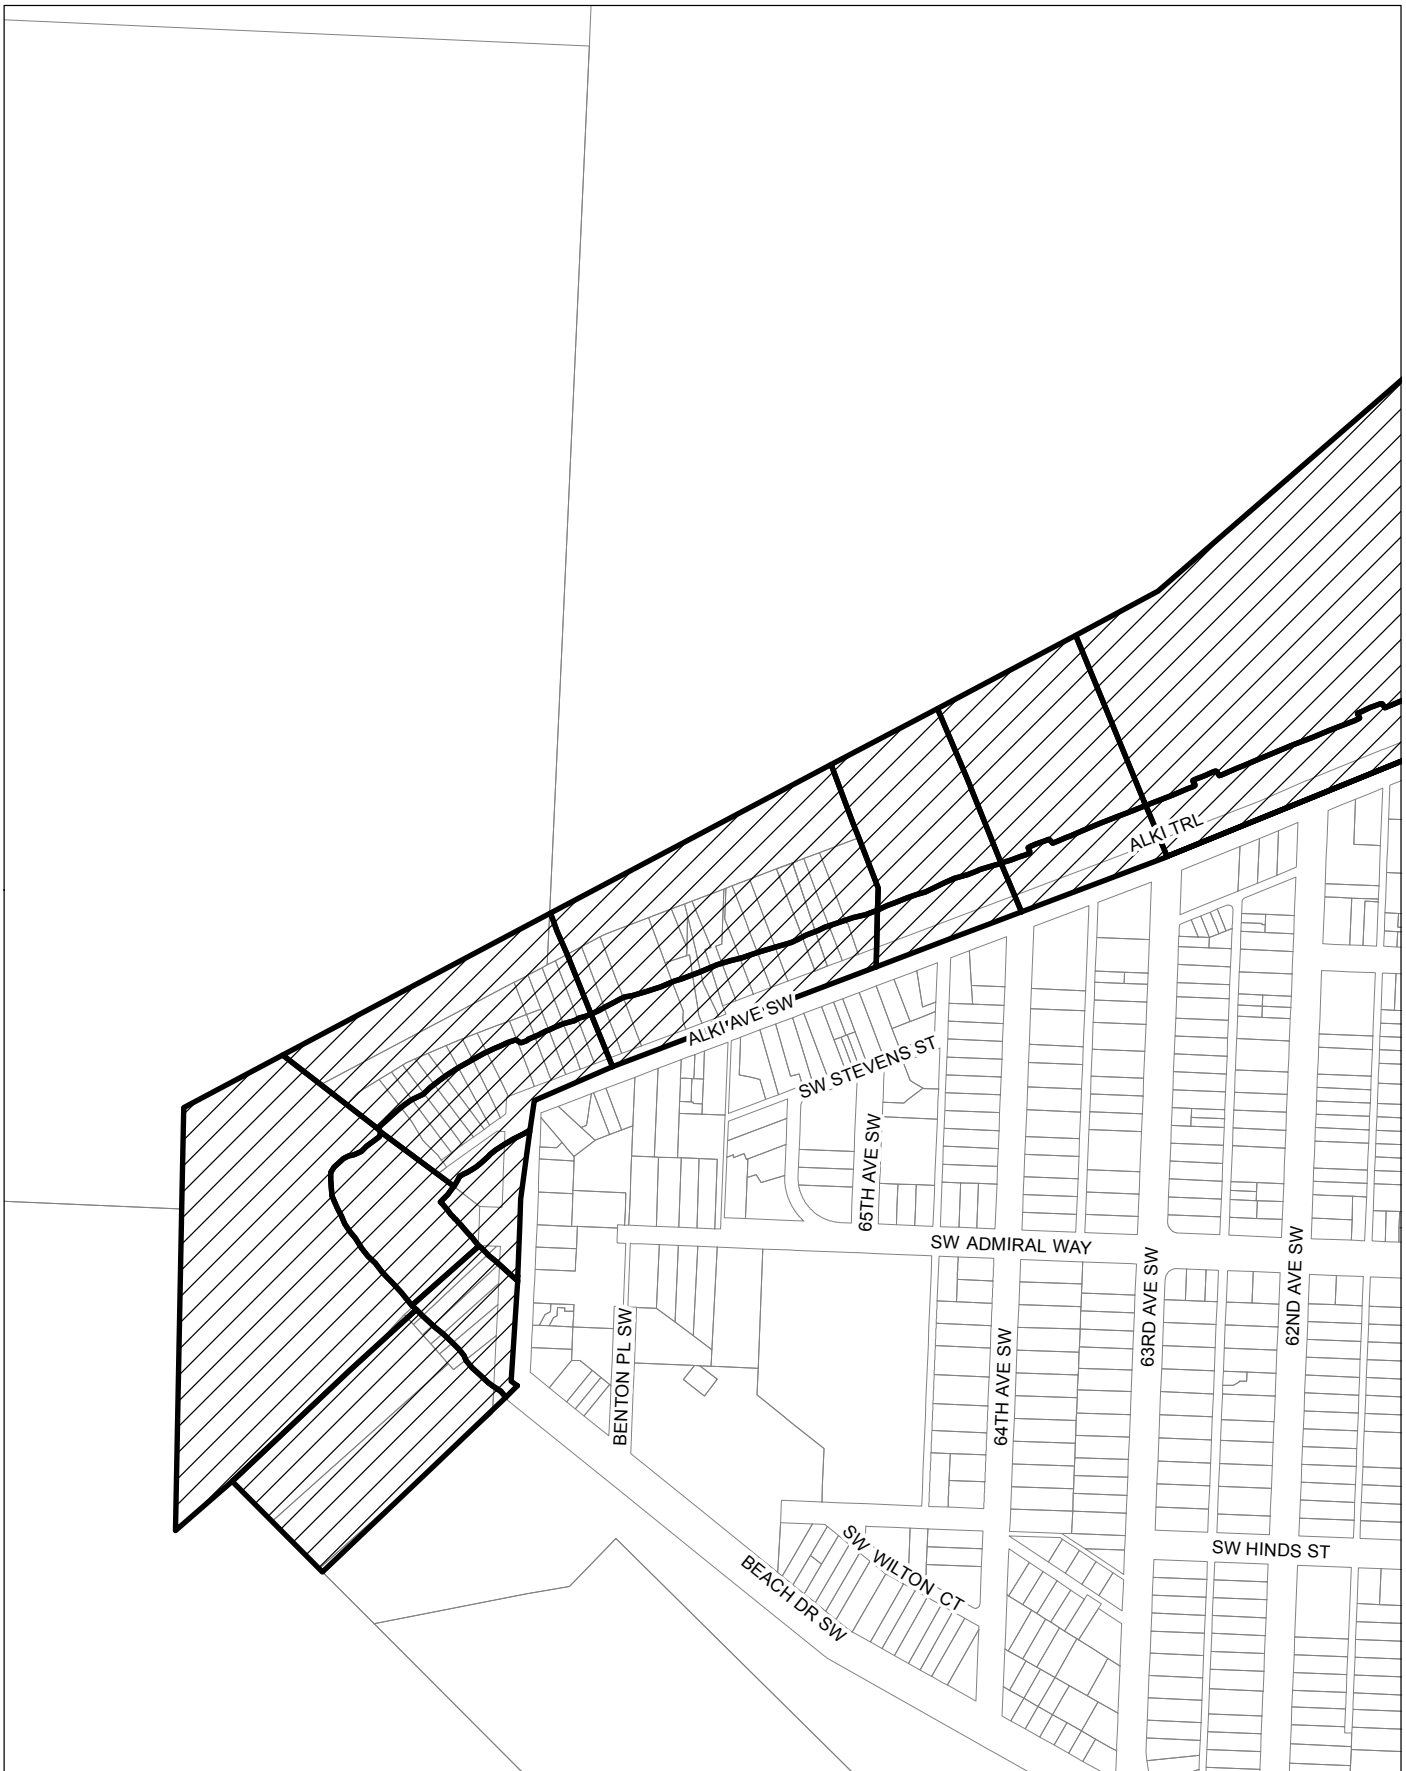 ALKI TRL
ALKI AVE SW
SW STEVENS ST
65TH AVE SW
SW ADMIRAL WAY
62ND AVE SW
63RD AVE SW
BENTON PL SW
64TH AVE SW
SW HINDS ST
SW WILTON CT
BEACH DR SW